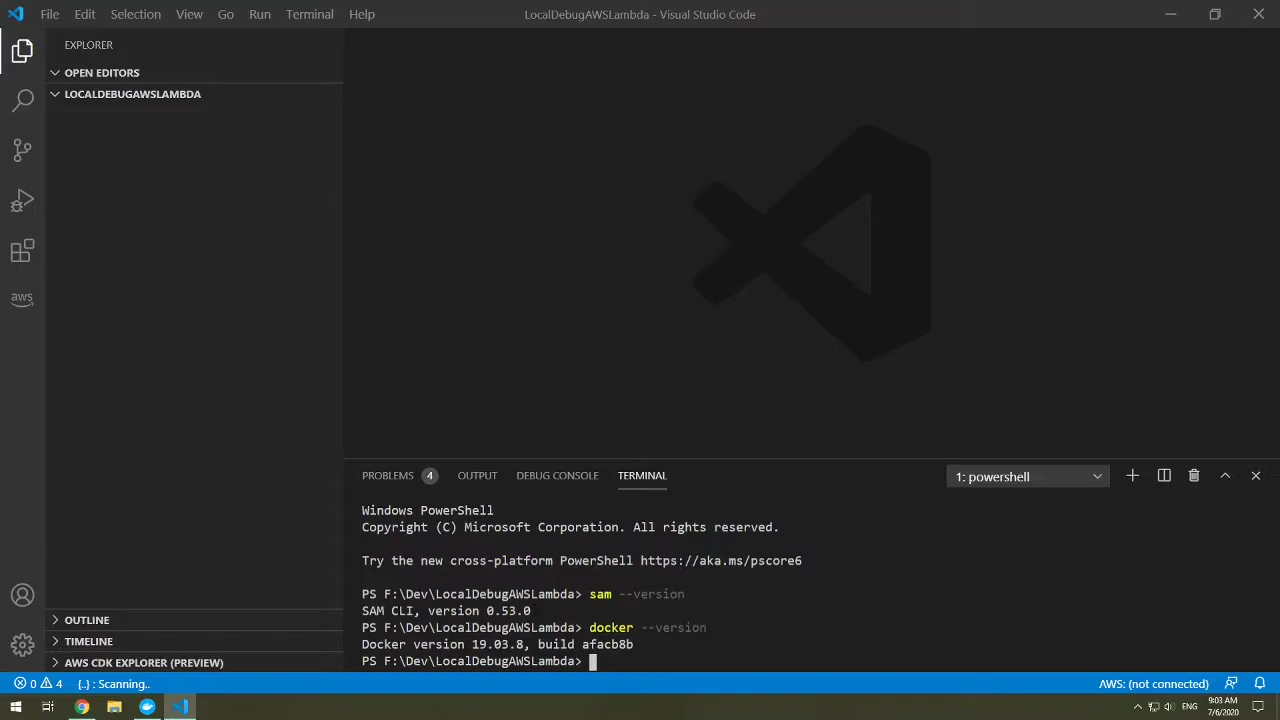 File Edit Selection View Go Run Terminal Help LocalDebugAWSLambda - Visual Studio Code
EXPLORER
OPEN EDITORS
LOCALDEBUGAWSLAMBDA
aws
PROBLEMS 4 OUTPUT DEBUG CONSOLE TERMINAL 1: powershell
Windows PowerShell
Copyright (C) Microsoft Corporation. All rights reserved.
Try the new cross-platform PowerShell https://aka.ms/pscore6
PS F:\Dev\LocalDebugAWSLambda> sam --version
SAM CLI, version 0.53.0
PS F:\Dev\LocalDebugAWSLambda> docker --version
Docker version 19.03.8, build afacb8b
PS F:\Dev\LocalDebugAWSLambda>
OUTLINE
TIMELINE
AWS CDK EXPLORER (PREVIEW)
0 4 {..} : Scanning.. AWS: (not connected)
ENG
9:03 AM
7/6/2020